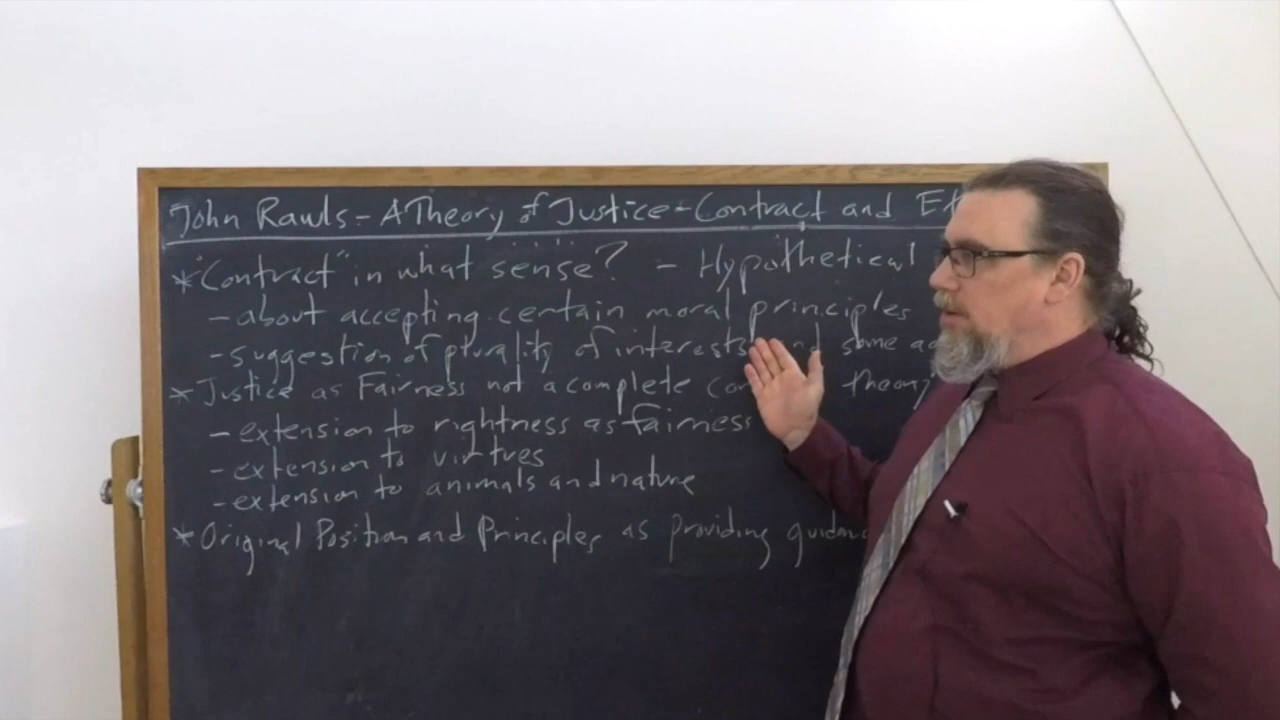 John Rawls - A Theory of Justice - Contract and Et
* "Contract" in what sense? - Hypothetical
- about accepting certain moral principles
- suggestion of plurality of interests and some
* Justice as Fairness not a complete theory
- extension to rightness as fairness
- extension to virtues
- extension to animals and nature
* Original Position and Principles as providing guidanc